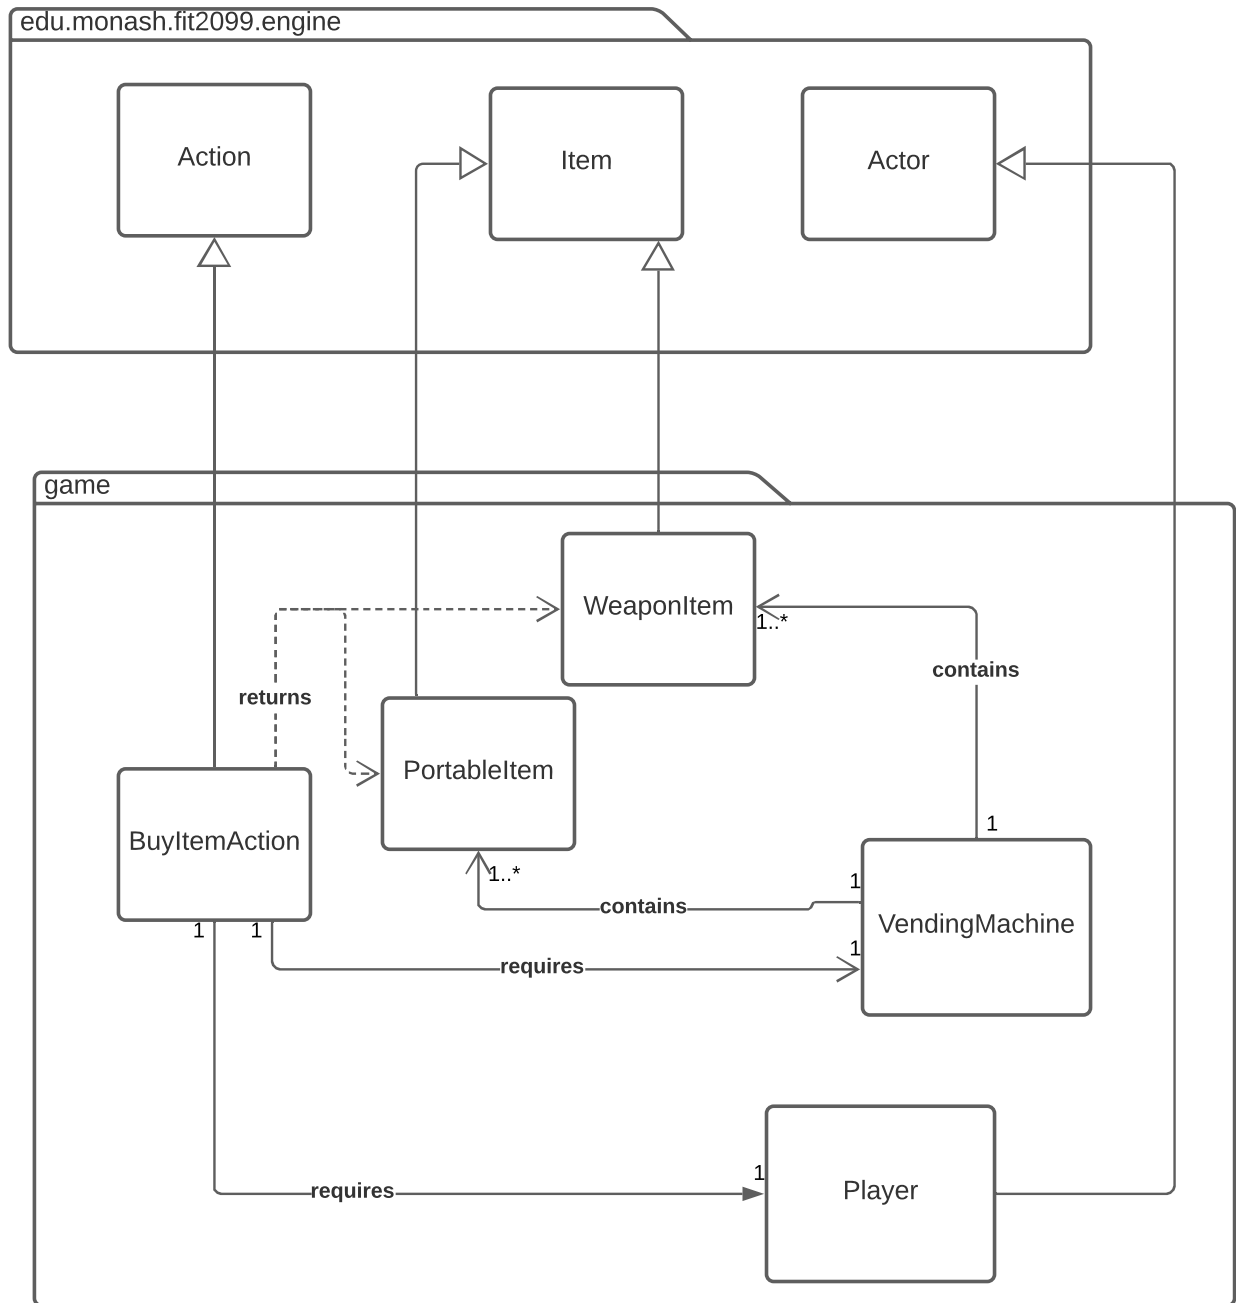 edu.monash.fit2099.engine
Action
Item
Actor
game
WeaponItem
1..*
contains
returns
PortableItem
BuyItemAction
1
1..*
1
contains
VendingMachine
1
1
1
requires
1
Player
requires